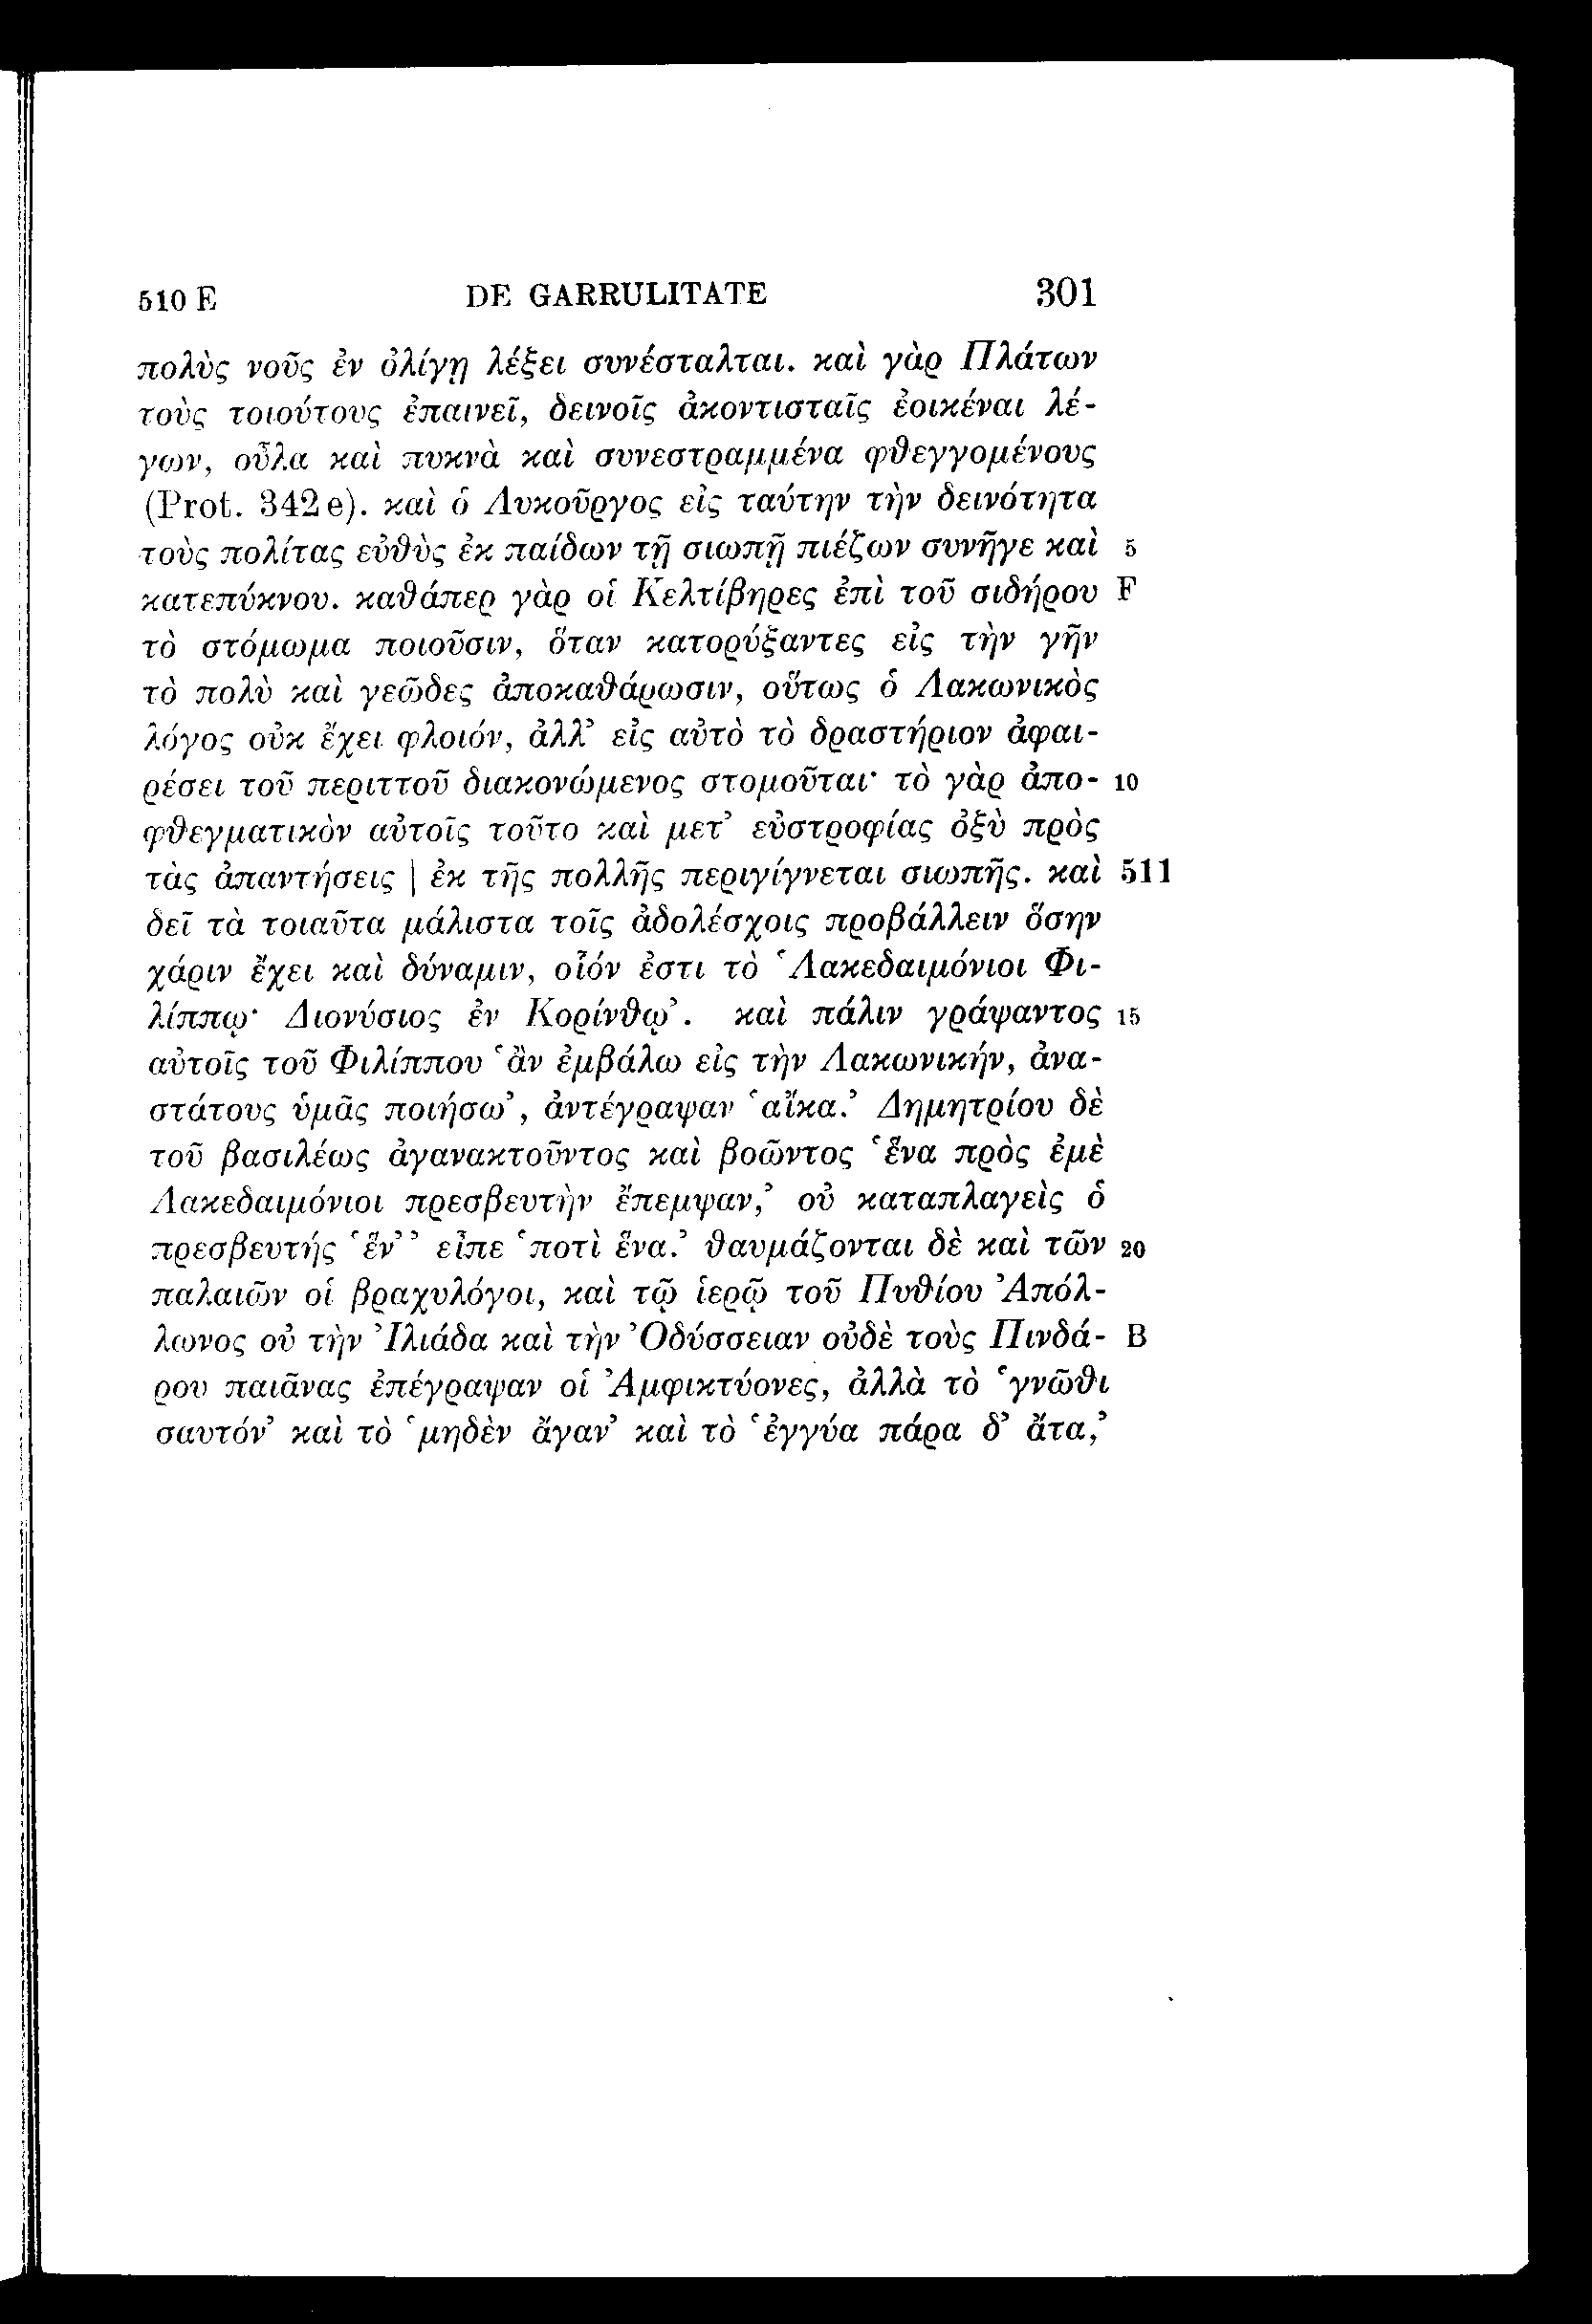 510 E DE GARRULITATE 301
πολὺς νοῦς ἐν ὀλίγῃ λέξει συνέσταλται. καὶ γὰρ Πλάτων
τοὺς τοιούτους ἐπαινεῖ, δεινοῖς ἀκοντισταῖς ἐοικέναι λέ-
γων, οὖλα καὶ πυκνὰ καὶ συνεστραμμένα φθεγγομένους
(Prot. 342 e). καὶ ὁ Λυκοῦργος εἰς ταύτην τὴν δεινότητα
τοὺς πολίτας εὐθὺς ἐκ παίδων τῇ σιωπῇ πιέζων συνῆγε καὶ 5
κατεπύκνου. καθάπερ γὰρ οἱ Κελτίβηρες ἐπὶ τοῦ σιδήρου F
τὸ στόμωμα ποιοῦσιν, ὅταν κατορύξαντες εἰς τὴν γῆν
τὸ πολὺ καὶ γεῶδες ἀποκαθάρωσιν, οὕτως ὁ Λακωνικὸς
λόγος οὐκ ἔχει φλοιόν, ἀλλ’ εἰς αὐτὸ τὸ δραστήριον ἀφαι-
ρέσει τοῦ περιττοῦ διακονώμενος στομοῦται· τὸ γὰρ ἀπο- 10
φθεγματικὸν αὐτοῖς τοῦτο καὶ μετ’ εὐστροφίας ὀξὺ πρὸς
τὰς ἀπαντήσεις | ἐκ τῆς πολλῆς περιγίγνεται σιωπῆς. καὶ 511
δεῖ τὰ τοιαῦτα μάλιστα τοῖς ἀδολέσχοις προβάλλειν ὅσην
χάριν ἔχει καὶ δύναμιν, οἷόν ἐστι τὸ ‘Λακεδαιμόνιοι Φι-
λίππῳ· Διονύσιος ἐν Κορίνθῳ’. καὶ πάλιν γράψαντος 15
αὐτοῖς τοῦ Φιλίππου ‘ἂν ἐμβάλω εἰς τὴν Λακωνικήν, ἀνα-
στάτους ὑμᾶς ποιήσω’, ἀντέγραψαν ‘αἴκα.’ Δημητρίου δὲ
τοῦ βασιλέως ἀγανακτοῦντος καὶ βοῶντος ‘ἕνα πρὸς ἐμὲ
Λακεδαιμόνιοι πρεσβευτὴν ἔπεμψαν,’ οὐ καταπλαγεὶς ὁ
πρεσβευτής ‘ἕν’’ εἶπε ‘ποτὶ ἕνα.’ θαυμάζονται δὲ καὶ τῶν 20
παλαιῶν οἱ βραχυλόγοι, καὶ τῷ ἱερῷ τοῦ Πυθίου Ἀπόλ-
λωνος οὐ τὴν Ἰλιάδα καὶ τὴν Ὀδύσσειαν οὐδὲ τοὺς Πινδά- B
ρου παιᾶνας ἐπέγραψαν οἱ Ἀμφικτύονες, ἀλλὰ τὸ ‘γνῶθι
σαυτόν’ καὶ τὸ ‘μηδὲν ἄγαν’ καὶ τὸ ‘ἐγγύα πάρα δ’ ἄτα,’